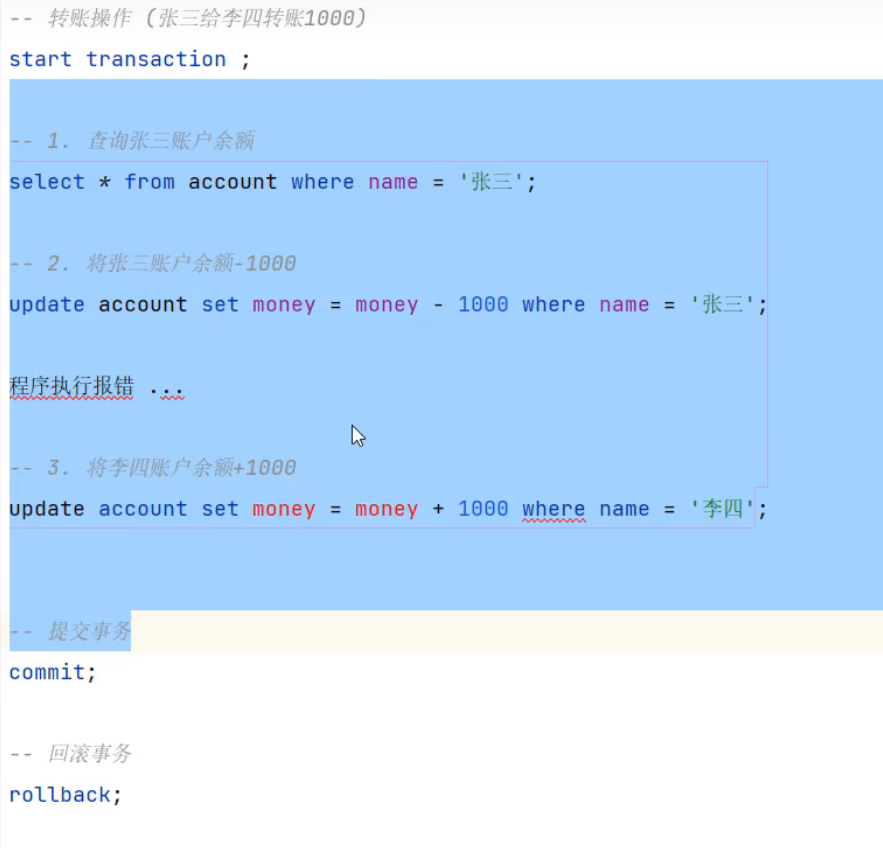 -- 转账操作 (张三给李四转账1000)
start transaction ;
-- 1. 查询张三账户余额
select * from account where name = '张三';
-- 2. 将张三账户余额-1000
update account set money = money - 1000 where name = '张三';
程序执行报错 ...
-- 3. 将李四账户余额+1000
update account set money = money + 1000 where name = '李四';
-- 提交事务
commit;
-- 回滚事务
rollback;